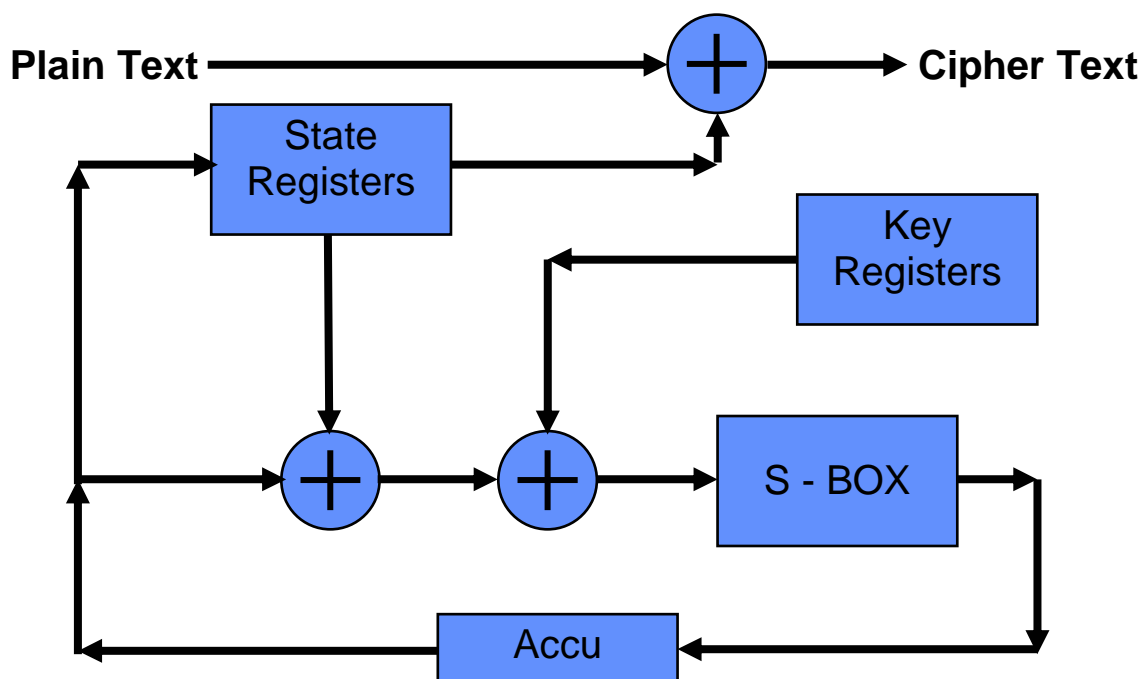 Plain Text
Cipher Text
State
Registers
Key
Registers
S - BOX
Accu